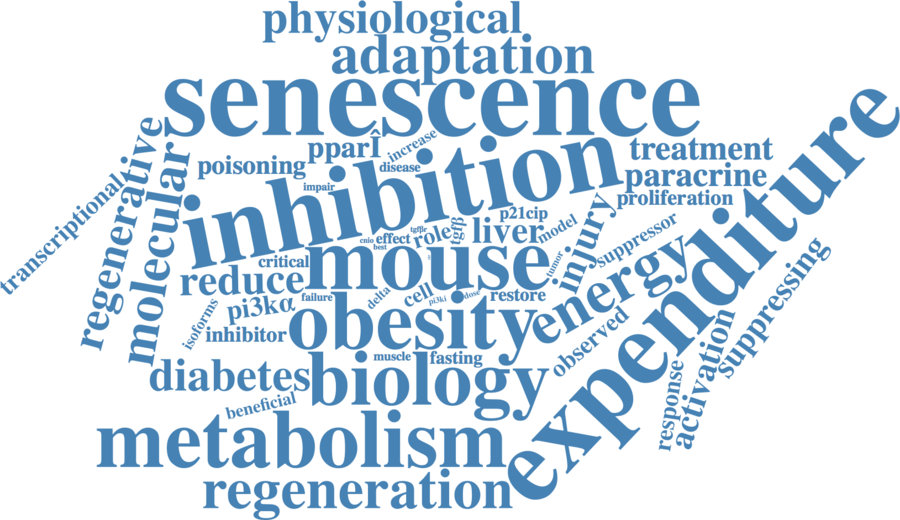 physiological
adaptation
senescence
expenditure
transcriptional
regenerative
molecular
poisoning
pparÎ
increase
disease
impair
inhibition
treatment
paracrine
proliferation
p21cip
injury
suppressor
suppressing
cnio
effect
best
tgfβr
role
tgfβ
liver
model
critical
mouse
tumor
reduce
energy
isoforms
pi3kα
failure
delta
cell
pi3ki
dose
restore
inhibitor
obesity
observed
muscle
fasting
diabetes
biology
beneficial
response
activation
metabolism
regeneration